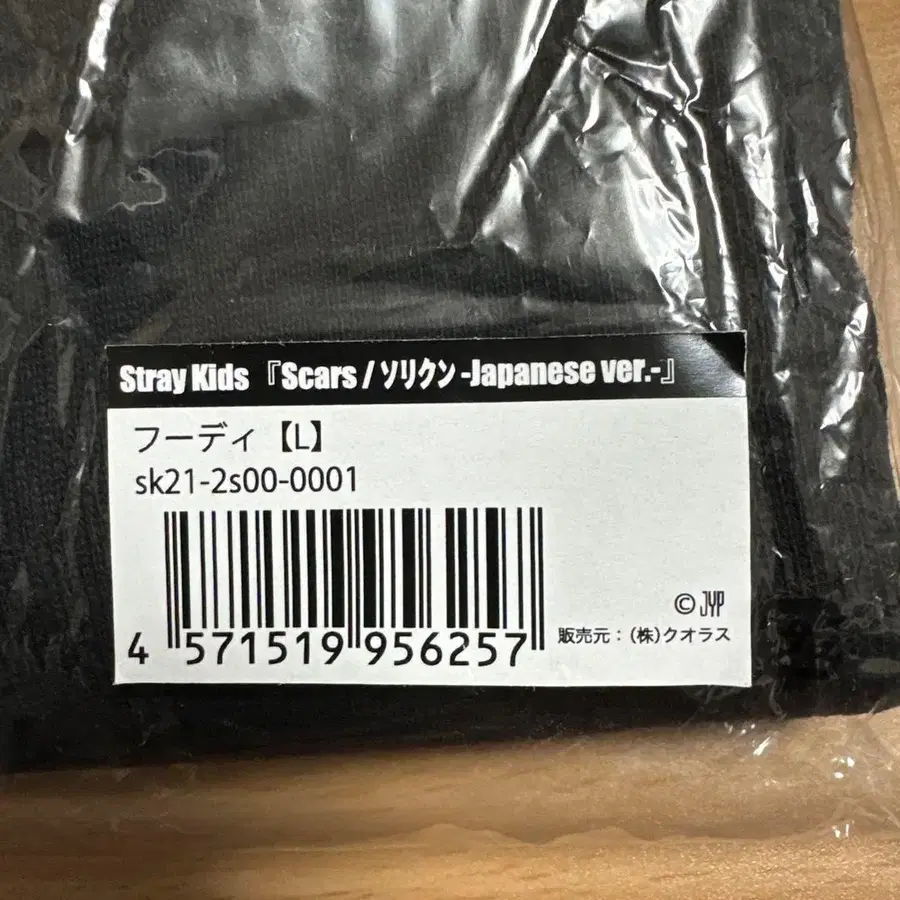 Stray Kids 『Scars / ソリクン -Japanese ver.-』
フーディ【L】
sk21-2s00-0001
4 571519 956257
© JYP
販売元：(株)クオラス